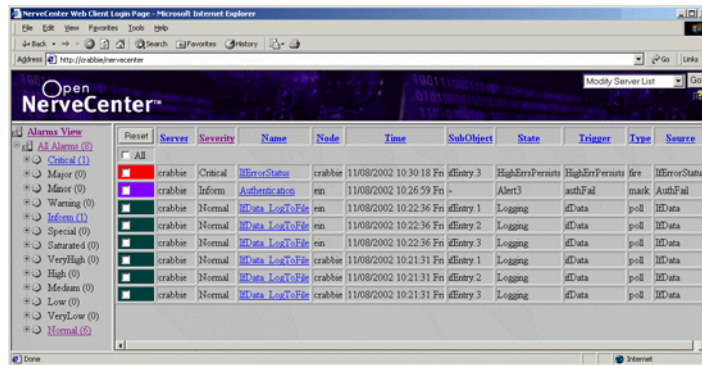 NerveCenter Web Client Login Page - Microsoft Internet Explorer
File Edit View Favorites Tools Help
Back Search Favorites History
Address http://crabbie/nervecenter Go Links
Open NerveCenter™ Modify Server List Go
Alarms View
All Alarms (8)
Critical (1)
Major (0)
Minor (0)
Warning (0)
Inform (1)
Special (0)
Saturated (0)
VeryHigh (0)
High (0)
Medium (0)
Low (0)
VeryLow (0)
Normal (6)
Reset Server Severity Name Node Time SubObject State Trigger Type Source
All
crabbie Critical IfErrorStatus crabbie 11/08/2002 10:30:18 Fri ifEntry.3 HighErrsPersists HighErrPersists fire IfErrorStatu
crabbie Inform Authentication ein 11/08/2002 10:26:59 Fri - Alert3 authFail mask AuthFail
crabbie Normal IfData_LogToFile ein 11/08/2002 10:22:36 Fri ifEntry.1 Logging ifData poll IfData
crabbie Normal IfData_LogToFile ein 11/08/2002 10:22:36 Fri ifEntry.2 Logging ifData poll IfData
crabbie Normal IfData_LogToFile ein 11/08/2002 10:22:36 Fri ifEntry.3 Logging ifData poll IfData
crabbie Normal IfData_LogToFile crabbie 11/08/2002 10:21:31 Fri ifEntry.1 Logging ifData poll IfData
crabbie Normal IfData_LogToFile crabbie 11/08/2002 10:21:31 Fri ifEntry.2 Logging ifData poll IfData
crabbie Normal IfData_LogToFile crabbie 11/08/2002 10:21:31 Fri ifEntry.3 Logging ifData poll IfData
Done Internet